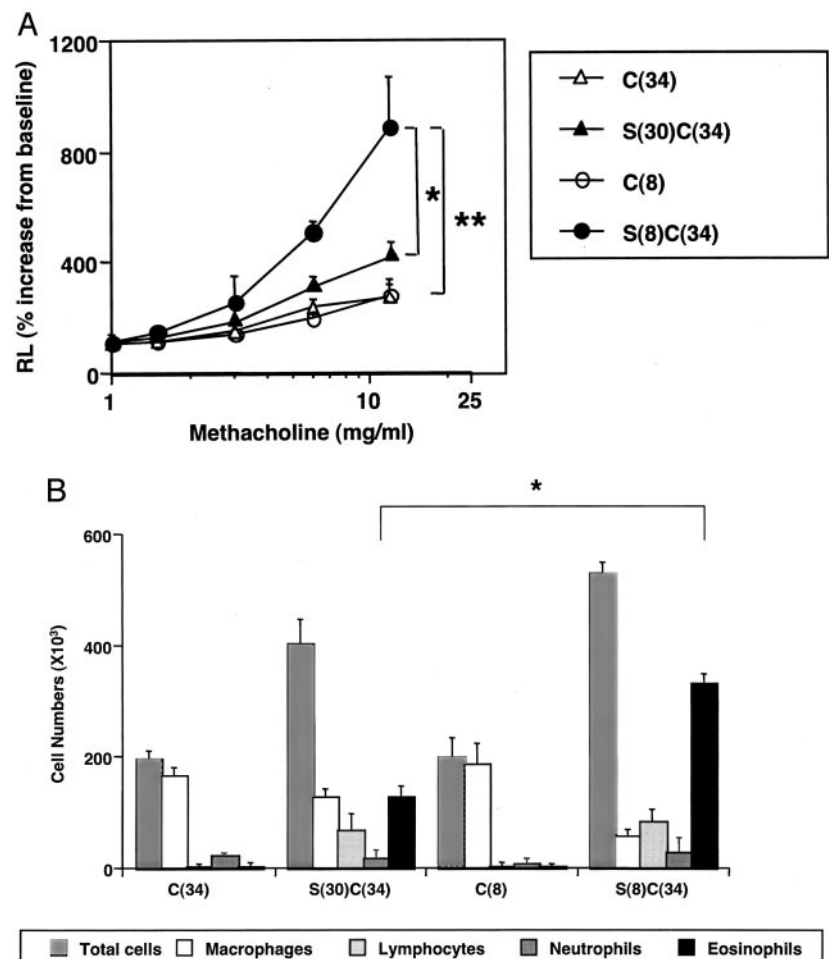 A
1200
800
400
0
RL (% increase from baseline)
1
10
25
Methacholine (mg/ml)
*
**
C(34)
S(30)C(34)
C(8)
S(8)C(34)
B
*
600
400
200
0
Cell Numbers (X10³)
C(34)
S(30)C(34)
C(8)
S(8)C(34)
Total cells
Macrophages
Lymphocytes
Neutrophils
Eosinophils